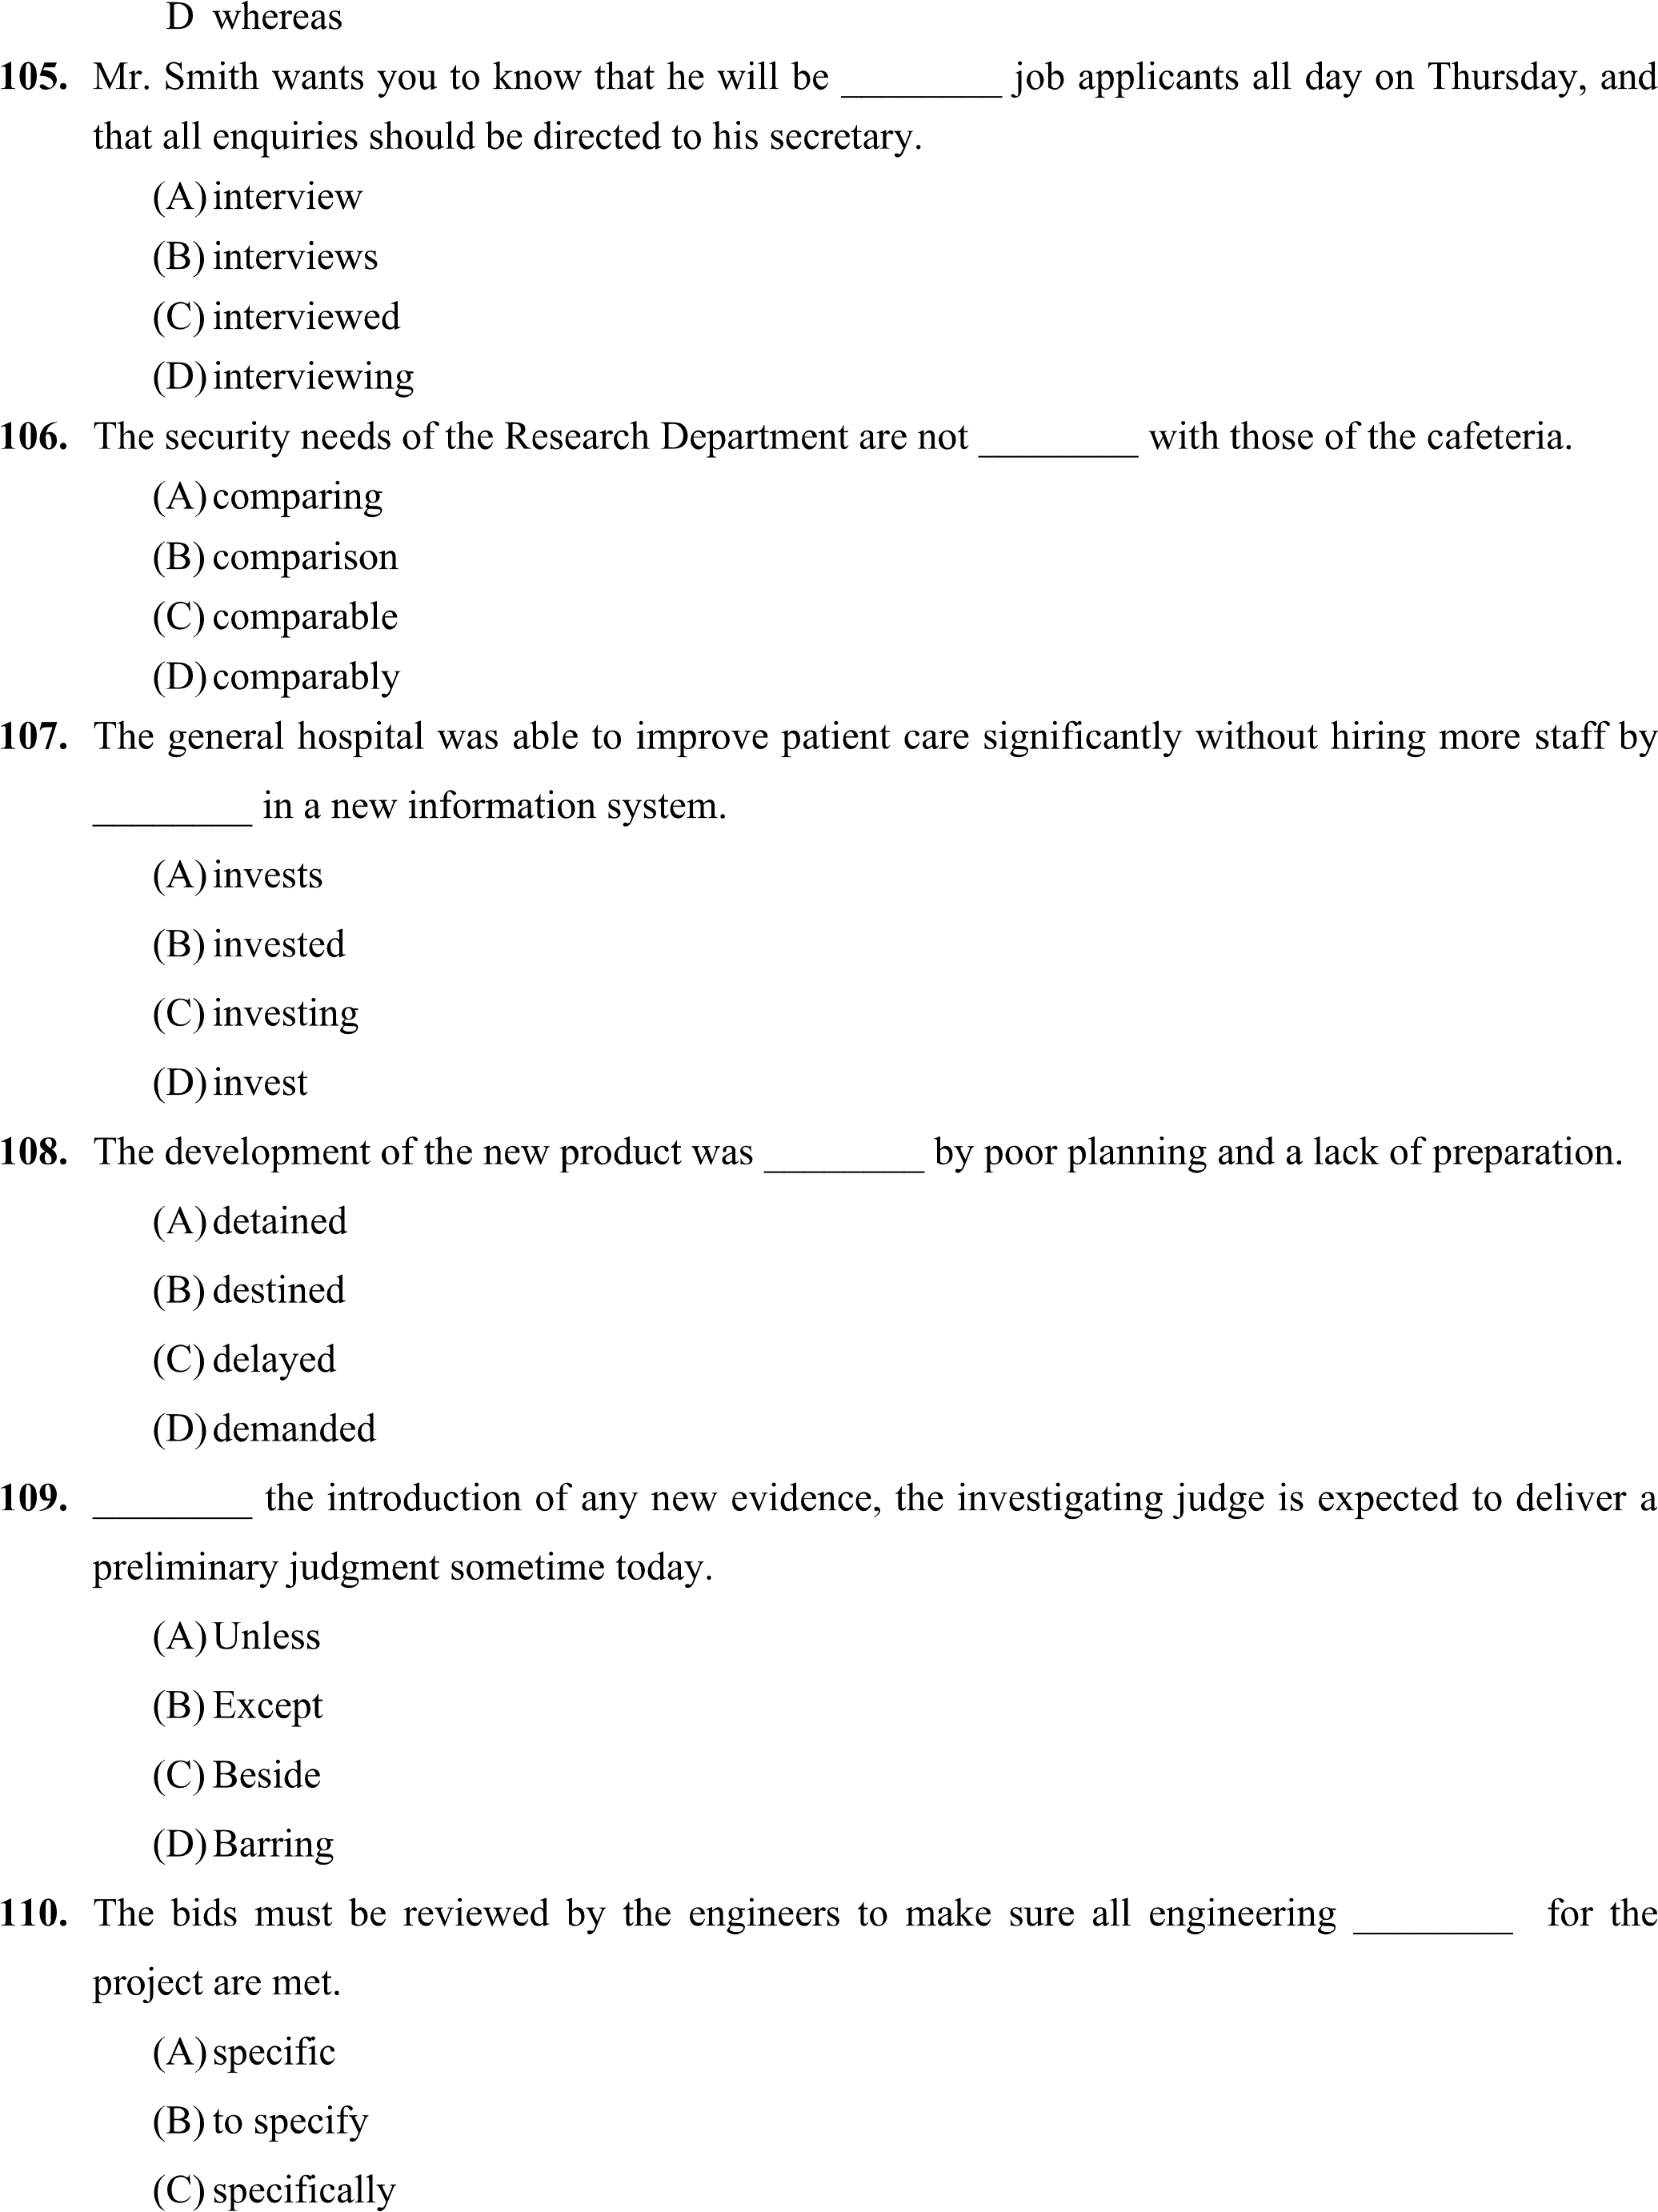 D whereas
105. Mr. Smith wants you to know that he will be ________ job applicants all day on Thursday, and
that all enquiries should be directed to his secretary.
(A) interview
(B) interviews
(C) interviewed
(D) interviewing
106. The security needs of the Research Department are not ________ with those of the cafeteria.
(A) comparing
(B) comparison
(C) comparable
(D) comparably
107. The general hospital was able to improve patient care significantly without hiring more staff by
________ in a new information system.
(A) invests
(B) invested
(C) investing
(D) invest
108. The development of the new product was ________ by poor planning and a lack of preparation.
(A) detained
(B) destined
(C) delayed
(D) demanded
109. ________ the introduction of any new evidence, the investigating judge is expected to deliver a
preliminary judgment sometime today.
(A) Unless
(B) Except
(C) Beside
(D) Barring
110. The bids must be reviewed by the engineers to make sure all engineering ________ for the
project are met.
(A) specific
(B) to specify
(C) specifically